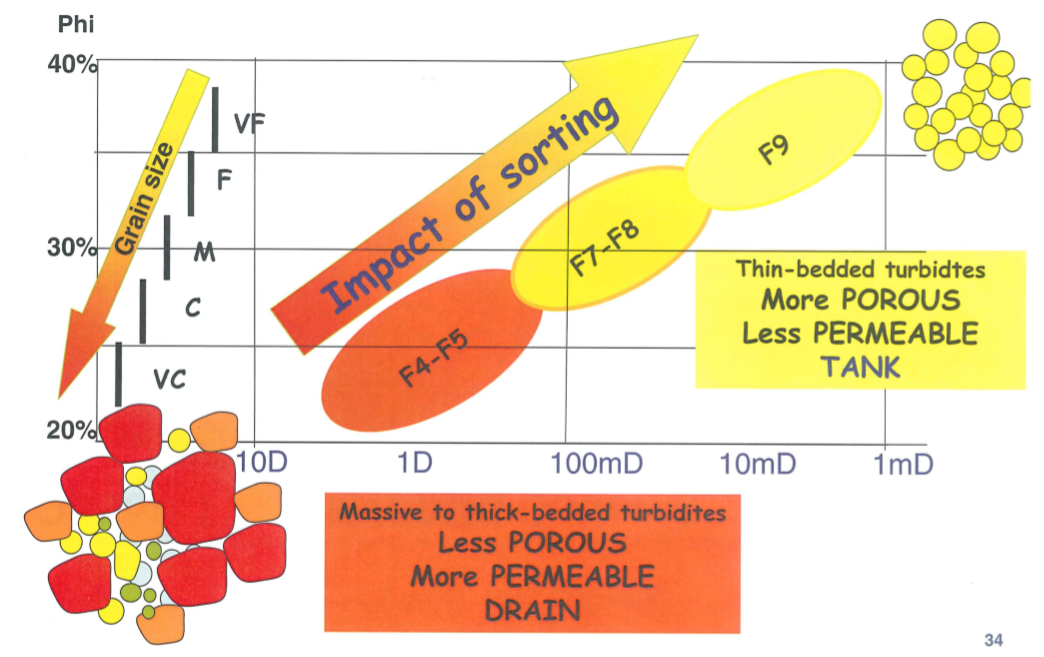 Phi
40%
VF
Grain size
F
30%
M
C
VC
20%
Impact of sorting
F9
F7-F8
F4-F5
Thin-bedded turbidtes
More POROUS
Less PERMEABLE
TANK
10D
1D
100mD
10mD
1mD
Massive to thick-bedded turbidites
Less POROUS
More PERMEABLE
DRAIN
34